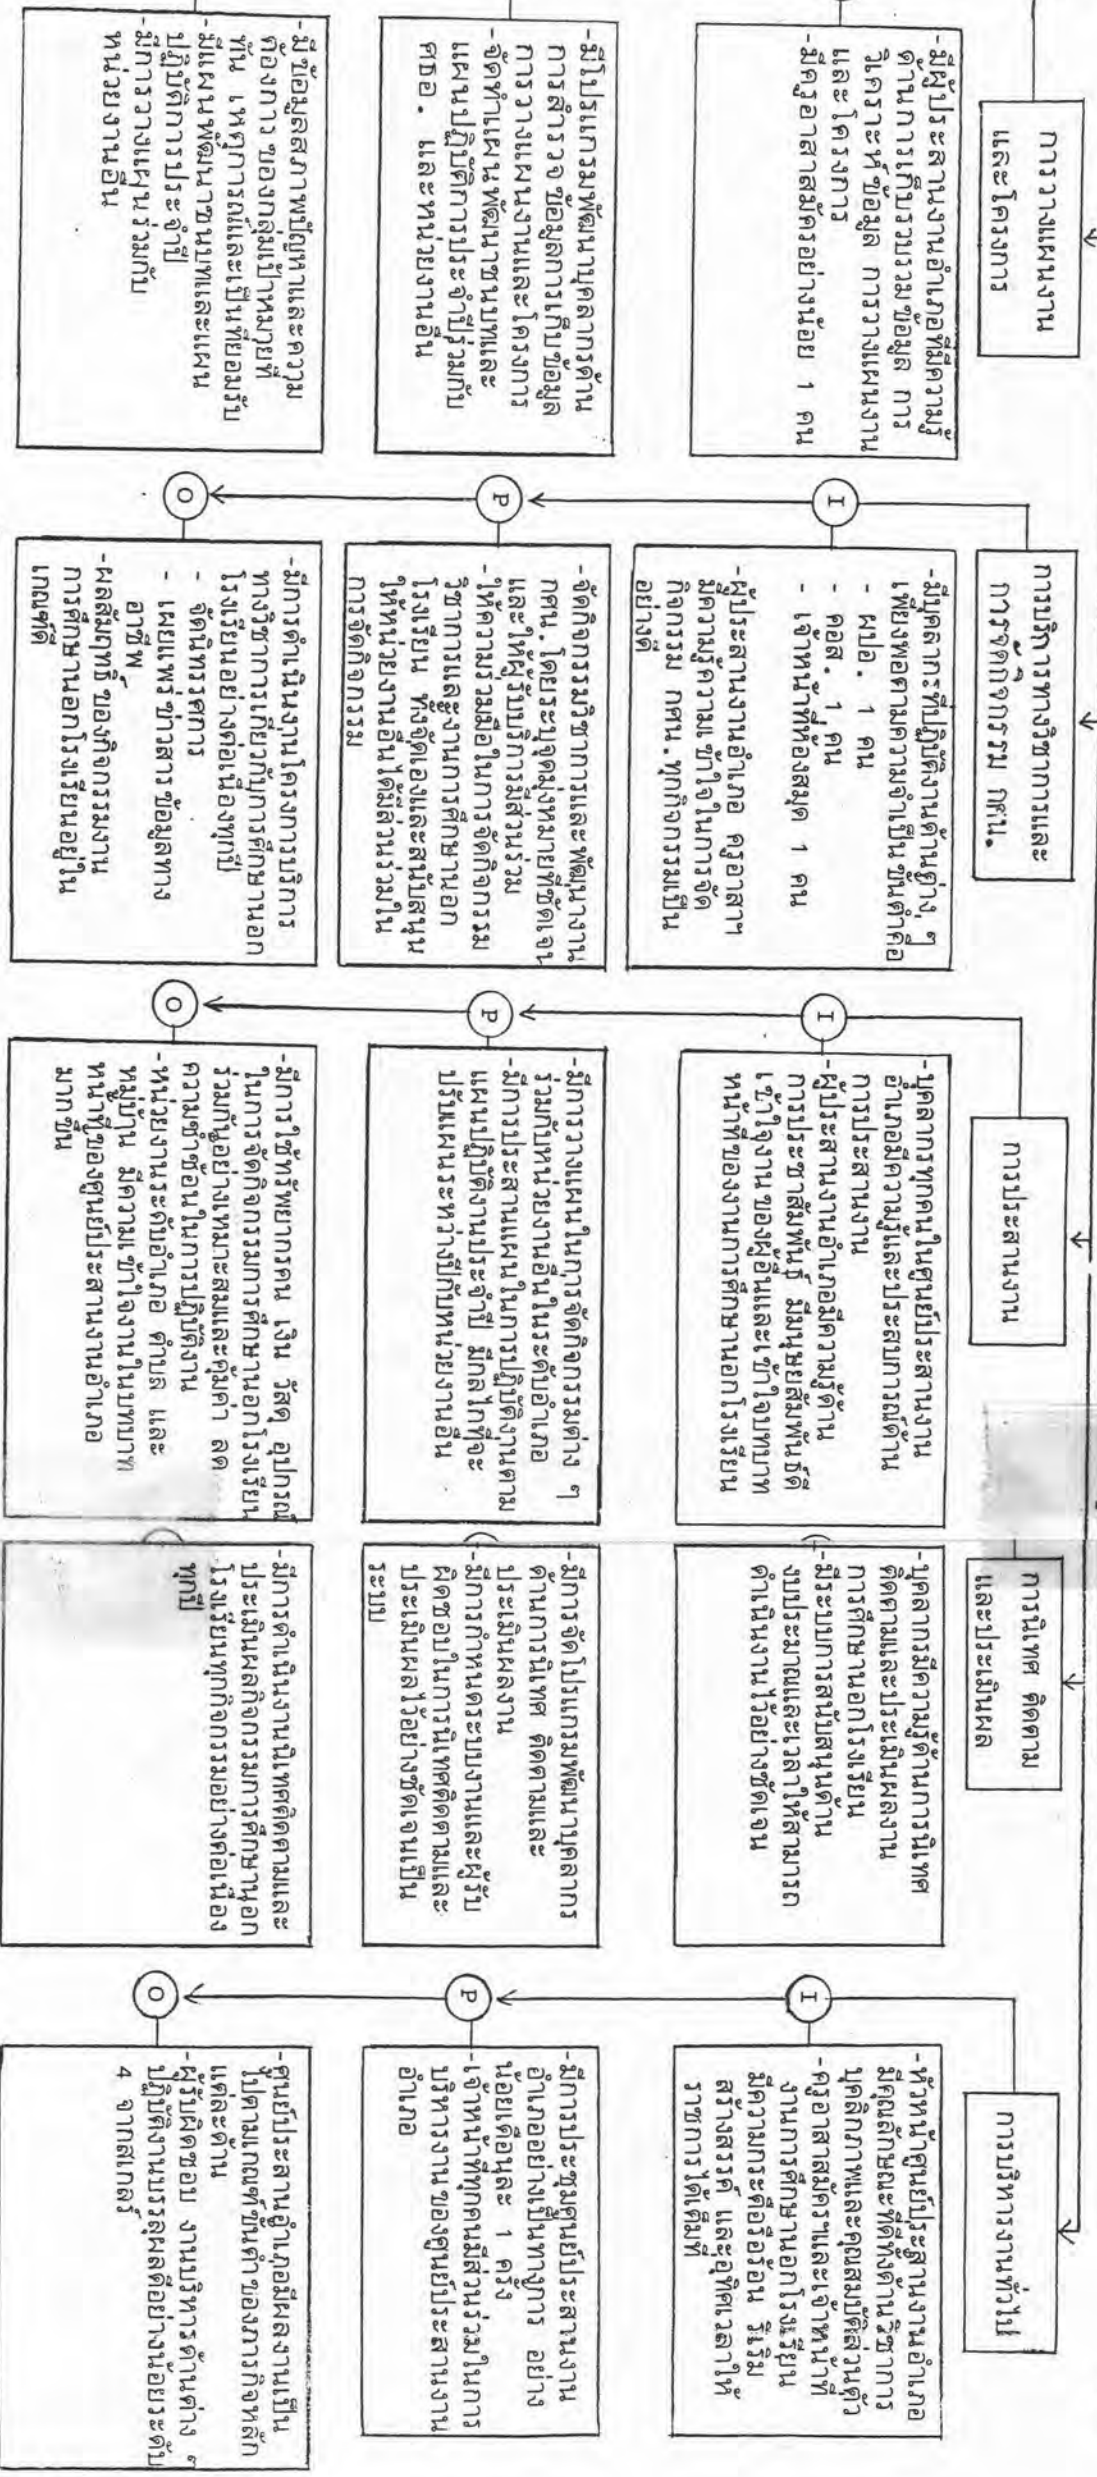 การวางแผนงาน
และโครงการ
-มีผู้ประสานงานอำเภอที่มีความรู้
ด้านการเก็บรวบรวมข้อมูล การ
วิเคราะห์ข้อมูล การวางแผนงาน
และโครงการ
-มีครูอาสาสมัครอย่างน้อย 1 คน
-มีโปรแกรมพัฒนาบุคลากรด้าน
การสำรวจข้อมูลการเก็บข้อมูล
การวางแผนงานและโครงการ
-จัดทำแผนพัฒนาชนบทและ
แผนปฏิบัติการประจำปีร่วมกับ
ศธอ. และหน่วยงานอื่น
-มีข้อมูลสภาพปัญหาและความ
ต้องการของกลุ่มเป้าหมายที่
ทัน เหตุการณ์และเป็นที่ยอมรับ
-มีแผนพัฒนาชนบทและแผน
ปฏิบัติการประจำปี
-มีการวางแผนร่วมกับ
หน่วยงานอื่น
การบริการทางวิชาการและ
การจัดกิจกรรม กศน.
I
-มีบุคลากรที่ปฏิบัติงานด้านต่าง ๆ
เพียงพอตามความจำเป็นขั้นต่ำคือ
- ผปอ. 1 คน
- คอส. 1 คน
- เจ้าหน้าที่ห้องสมุด 1 คน
-ผู้ประสานงานอำเภอ ครูอาสาฯ
มีความรู้ความเข้าใจในการจัด
กิจกรรม กศน.ทุกกิจกรรมเป็น
อย่างดี
P
-จัดกิจกรรมวิชาการและพัฒนางาน
กศน.โดยระบุจุดมุ่งหมายที่ชัดเจน
และให้ผู้รับบริการมีส่วนร่วม
-ให้ความร่วมมือในการจัดกิจกรรม
วิชาการและงานการศึกษานอก
โรงเรียน ทั้งจัดเองและสนับสนุน
ให้หน่วยงานอื่นได้มีส่วนร่วมใน
การจัดกิจกรรม
O
-มีการดำเนินงานโครงการบริการ
ทางวิชาการเกี่ยวกับการศึกษานอก
โรงเรียนอย่างต่อเนื่องทุกปี
- จัดนิทรรศการ
- เผยแพร่ข่าวสารข้อมูลทาง
อาชีพ
-ผลสัมฤทธิ์ของกิจกรรมงาน
การศึกษานอกโรงเรียนอยู่ใน
เกณฑ์ดี
การประสานงาน
I
-บุคลากรทุกคนในศูนย์ประสานงาน
อำเภอมีความรู้และประสบการณ์ด้าน
การประสานงาน
-ผู้ประสานงานอำเภอมีความรู้ด้าน
การประชาสัมพันธ์ มีมนุษยสัมพันธ์ดี
เข้าใจงานของผู้อื่นและเข้าใจบทบาท
หน้าที่ของงานการศึกษานอกโรงเรียน
P
-มีการวางแผนในการจัดกิจกรรมต่าง ๆ
ร่วมกับหน่วยงานอื่นในระดับอำเภอ
-มีการประสานแผนในการปฏิบัติงานตาม
แผนปฏิบัติงานประจำปี มีกลไกที่จะ
ปรับแผนระหว่างปีกับหน่วยงานอื่น
O
-มีการใช้ทรัพยากรคน เงิน วัสดุ อุปกรณ์
ในการจัดกิจกรรมการศึกษานอกโรงเรียน
ร่วมกันอย่างเหมาะสมและคุ้มค่า ลด
ความซ้ำซ้อนในการปฏิบัติงาน
-หน่วยงานระดับอำเภอ ตำบล และ
หมู่บ้าน มีความเข้าใจงานในบทบาท
หน้าที่ของศูนย์ประสานงานอำเภอ
มากขึ้น
การนิเทศ ติดตาม
และประเมินผล
-บุคลากรมีความรู้ด้านการนิเทศ
ติดตามและประเมินผลงาน
การศึกษานอกโรงเรียน
-มีระบบการสนับสนุนด้าน
งบประมาณและเวลาให้สามารถ
ดำเนินงานไว้อย่างชัดเจน
-มีการจัดโปรแกรมพัฒนาบุคลากร
ด้านการนิเทศ ติดตามและ
ประเมินผลงาน
-มีการกำหนดระบบงานและผู้รับ
ผิดชอบในการนิเทศติดตามและ
ประเมินผลไว้อย่างชัดเจนเป็น
ระบบ
-มีการดำเนินงานนิเทศติดตามและ
ประเมินผลกิจกรรมการศึกษานอก
โรงเรียนทุกกิจกรรมอย่างต่อเนื่อง
ทุกปี
การบริหารงานทั่วไป
I
-หัวหน้าศูนย์ประสานงานอำเภอ
มีคุณลักษณะที่ดีทั้งด้านวิชาการ
บุคลิกภาพและคุณสมบัติส่วนตัว
-ครูอาสาสมัครและเจ้าหน้าที่
งานการศึกษานอกโรงเรียน
มีความกระตือรือร้น ริเริ่ม
สร้างสรรค์ และอุทิศเวลาให้
ราชการได้เต็มที่
P
-มีการประชุมศูนย์ประสานงาน
อำเภออย่างเป็นทางการ อย่าง
น้อยเดือนละ 1 ครั้ง
-เจ้าหน้าที่ทุกคนมีส่วนร่วมในการ
บริหารงานของศูนย์ประสานงาน
อำเภอ
O
-ศูนย์ประสานอำเภอมีผลงานเป็น
ไปตามเกณฑ์ขั้นต่ำของภารกิจหลัก
แต่ละด้าน
-ผู้รับผิดชอบ งานบริหารด้านต่าง ๆ
ปฏิบัติงานบรรลุผลดีอย่างน้อยระดับ
4 จากสเกลร์